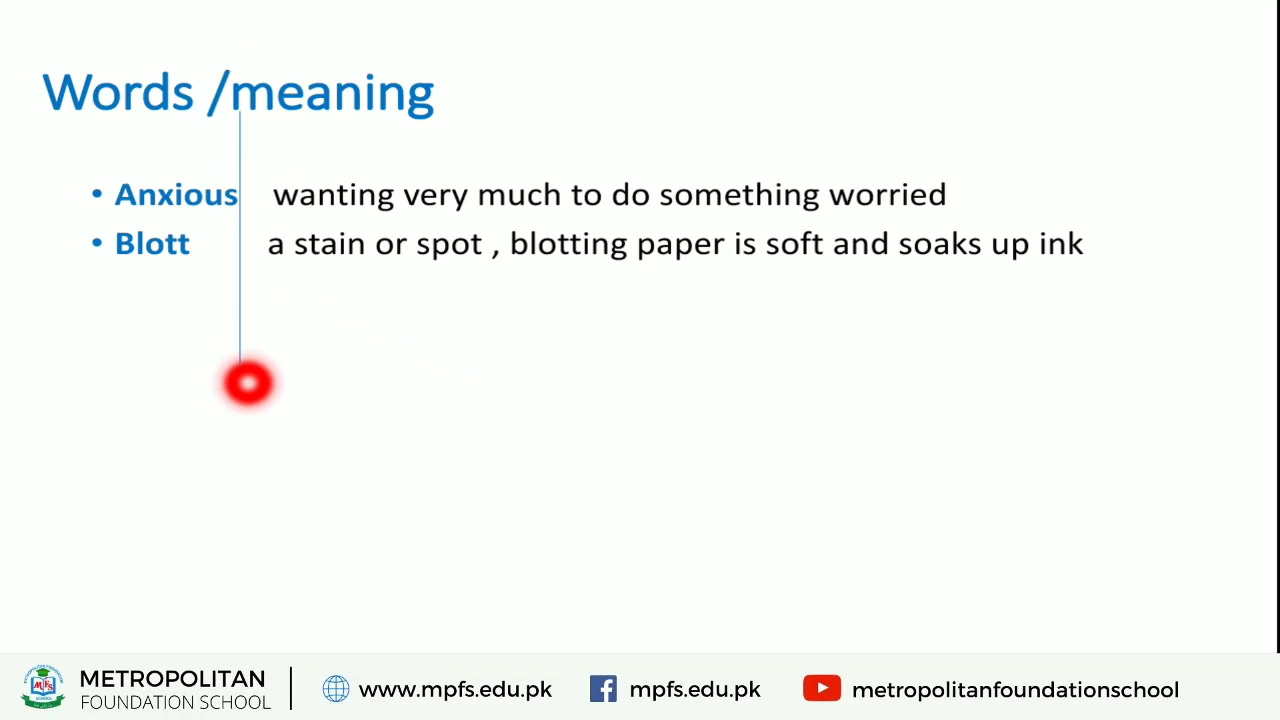 Words /meaning
• Anxious wanting very much to do something worried
• Blott a stain or spot , blotting paper is soft and soaks up ink
METROPOLITAN
FOUNDATION SCHOOL
www.mpfs.edu.pk
mpfs.edu.pk
metropolitanfoundationschool